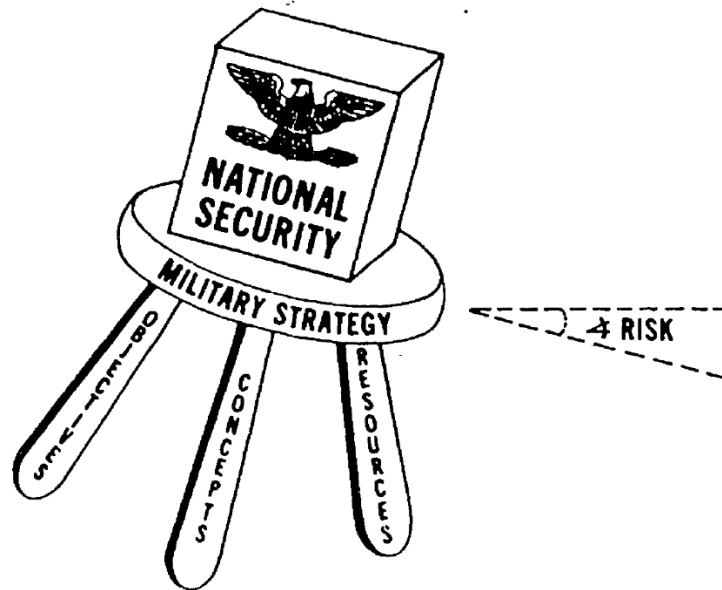 NATIONAL
SECURITY
MILITARY STRATEGY
OBJECTIVES
CONCEPTS
RESOURCES
∡ RISK